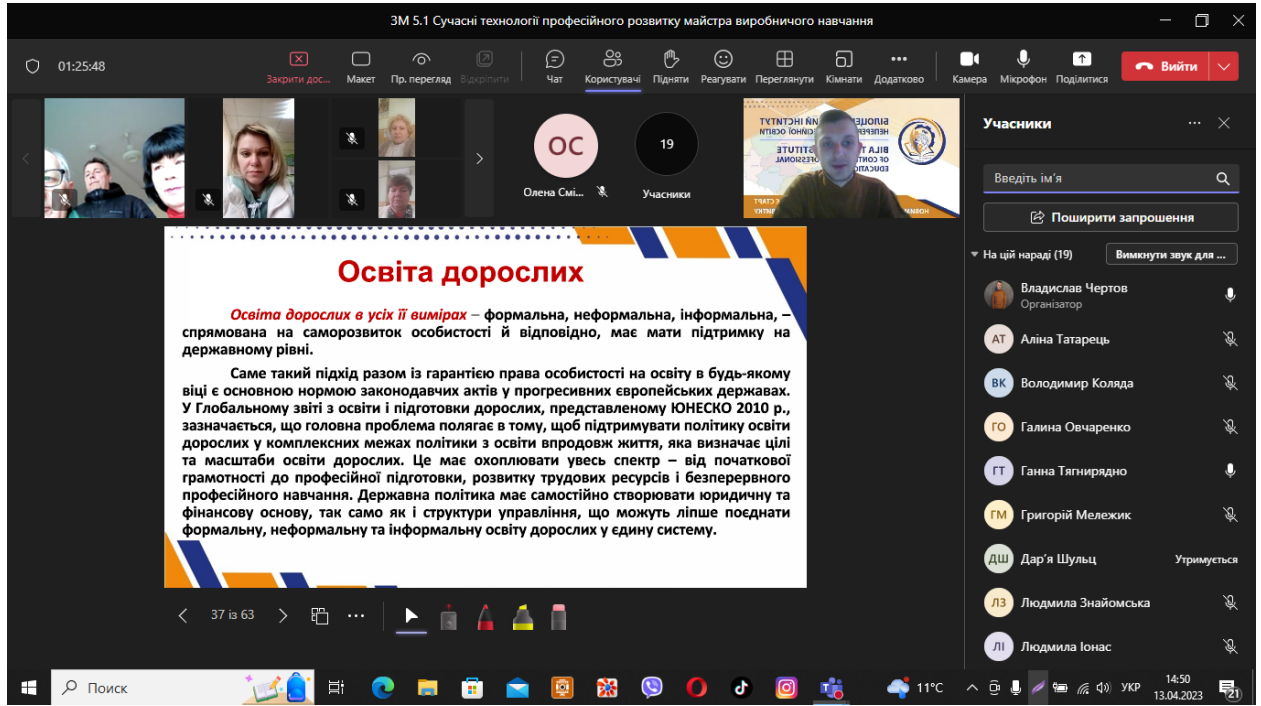 ЗМ 5.1 Сучасні технології професійного розвитку майстра виробничого навчання
01:25:48
Закрити дос...
Макет
Пр. перегляд
Відкріпити
Чат
Користувачі
Підняти
Реагувати
Переглянути
Кімнати
Додатково
Камера
Мікрофон
Поділитися
Вийти
ОС
Олена Смі...
19
Учасники
Освіта дорослих
Освіта дорослих в усіх її вимірах – формальна, неформальна, інформальна, –
спрямована на саморозвиток особистості й відповідно, має мати підтримку на
державному рівні.
Саме такий підхід разом із гарантією права особистості на освіту в будь-якому
віці є основною нормою законодавчих актів у прогресивних європейських державах.
У Глобальному звіті з освіти і підготовки дорослих, представленому ЮНЕСКО 2010 р.,
зазначається, що головна проблема полягає в тому, щоб підтримувати політику освіти
дорослих у комплексних межах політики з освіти впродовж життя, яка визначає цілі
та масштаби освіти дорослих. Це має охоплювати увесь спектр – від початкової
грамотності до професійної підготовки, розвитку трудових ресурсів і безперервного
професійного навчання. Державна політика має самостійно створювати юридичну та
фінансову основу, так само як і структури управління, що можуть ліпше поєднати
формальну, неформальну та інформальну освіту дорослих у єдину систему.
37 із 63
Учасники
Введіть ім’я
Поширити запрошення
На цій нараді (19)
Вимкнути звук для ...
Владислав Чертов
Організатор
АТ Аліна Татарець
ВК Володимир Коляда
ГО Галина Овчаренко
ГТ Ганна Тягнирядно
ГМ Григорій Мележик
ДШ Дар’я Шульц Утримується
ЛЗ Людмила Знайомська
ЛІ Людмила Іонас
Поиск
11°C
УКР
14:50
13.04.2023
21